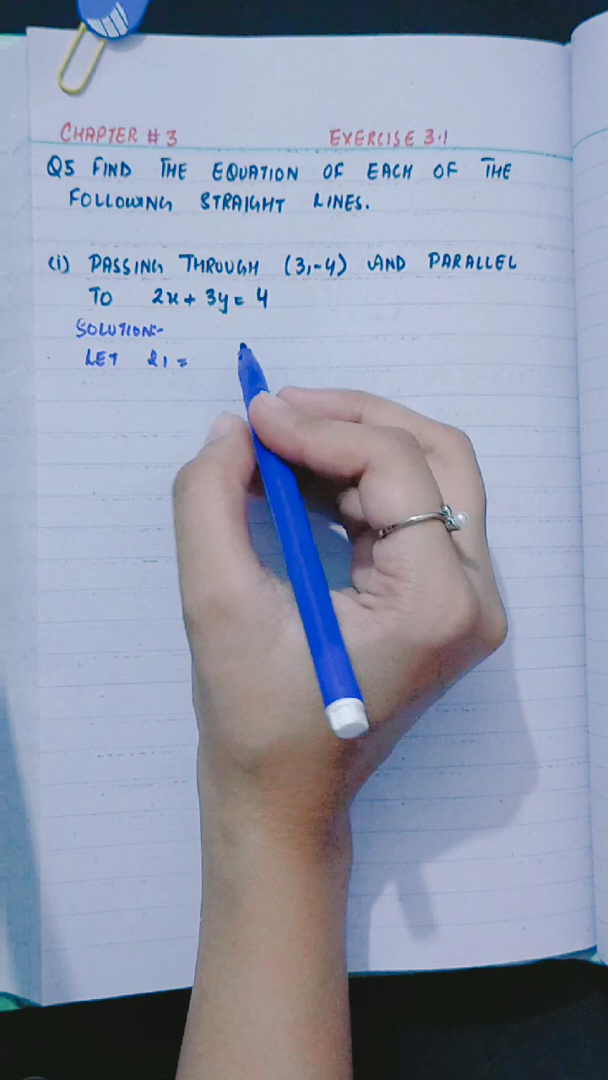 CHAPTER # 3 EXERCISE 3.1
Q5 FIND THE EQUATION OF EACH OF THE
FOLLOWING STRAIGHT LINES.
(i) PASSING THROUGH (3,-4) AND PARALLEL
TO 2x + 3y = 4
SOLUTION:-
LET l1 =